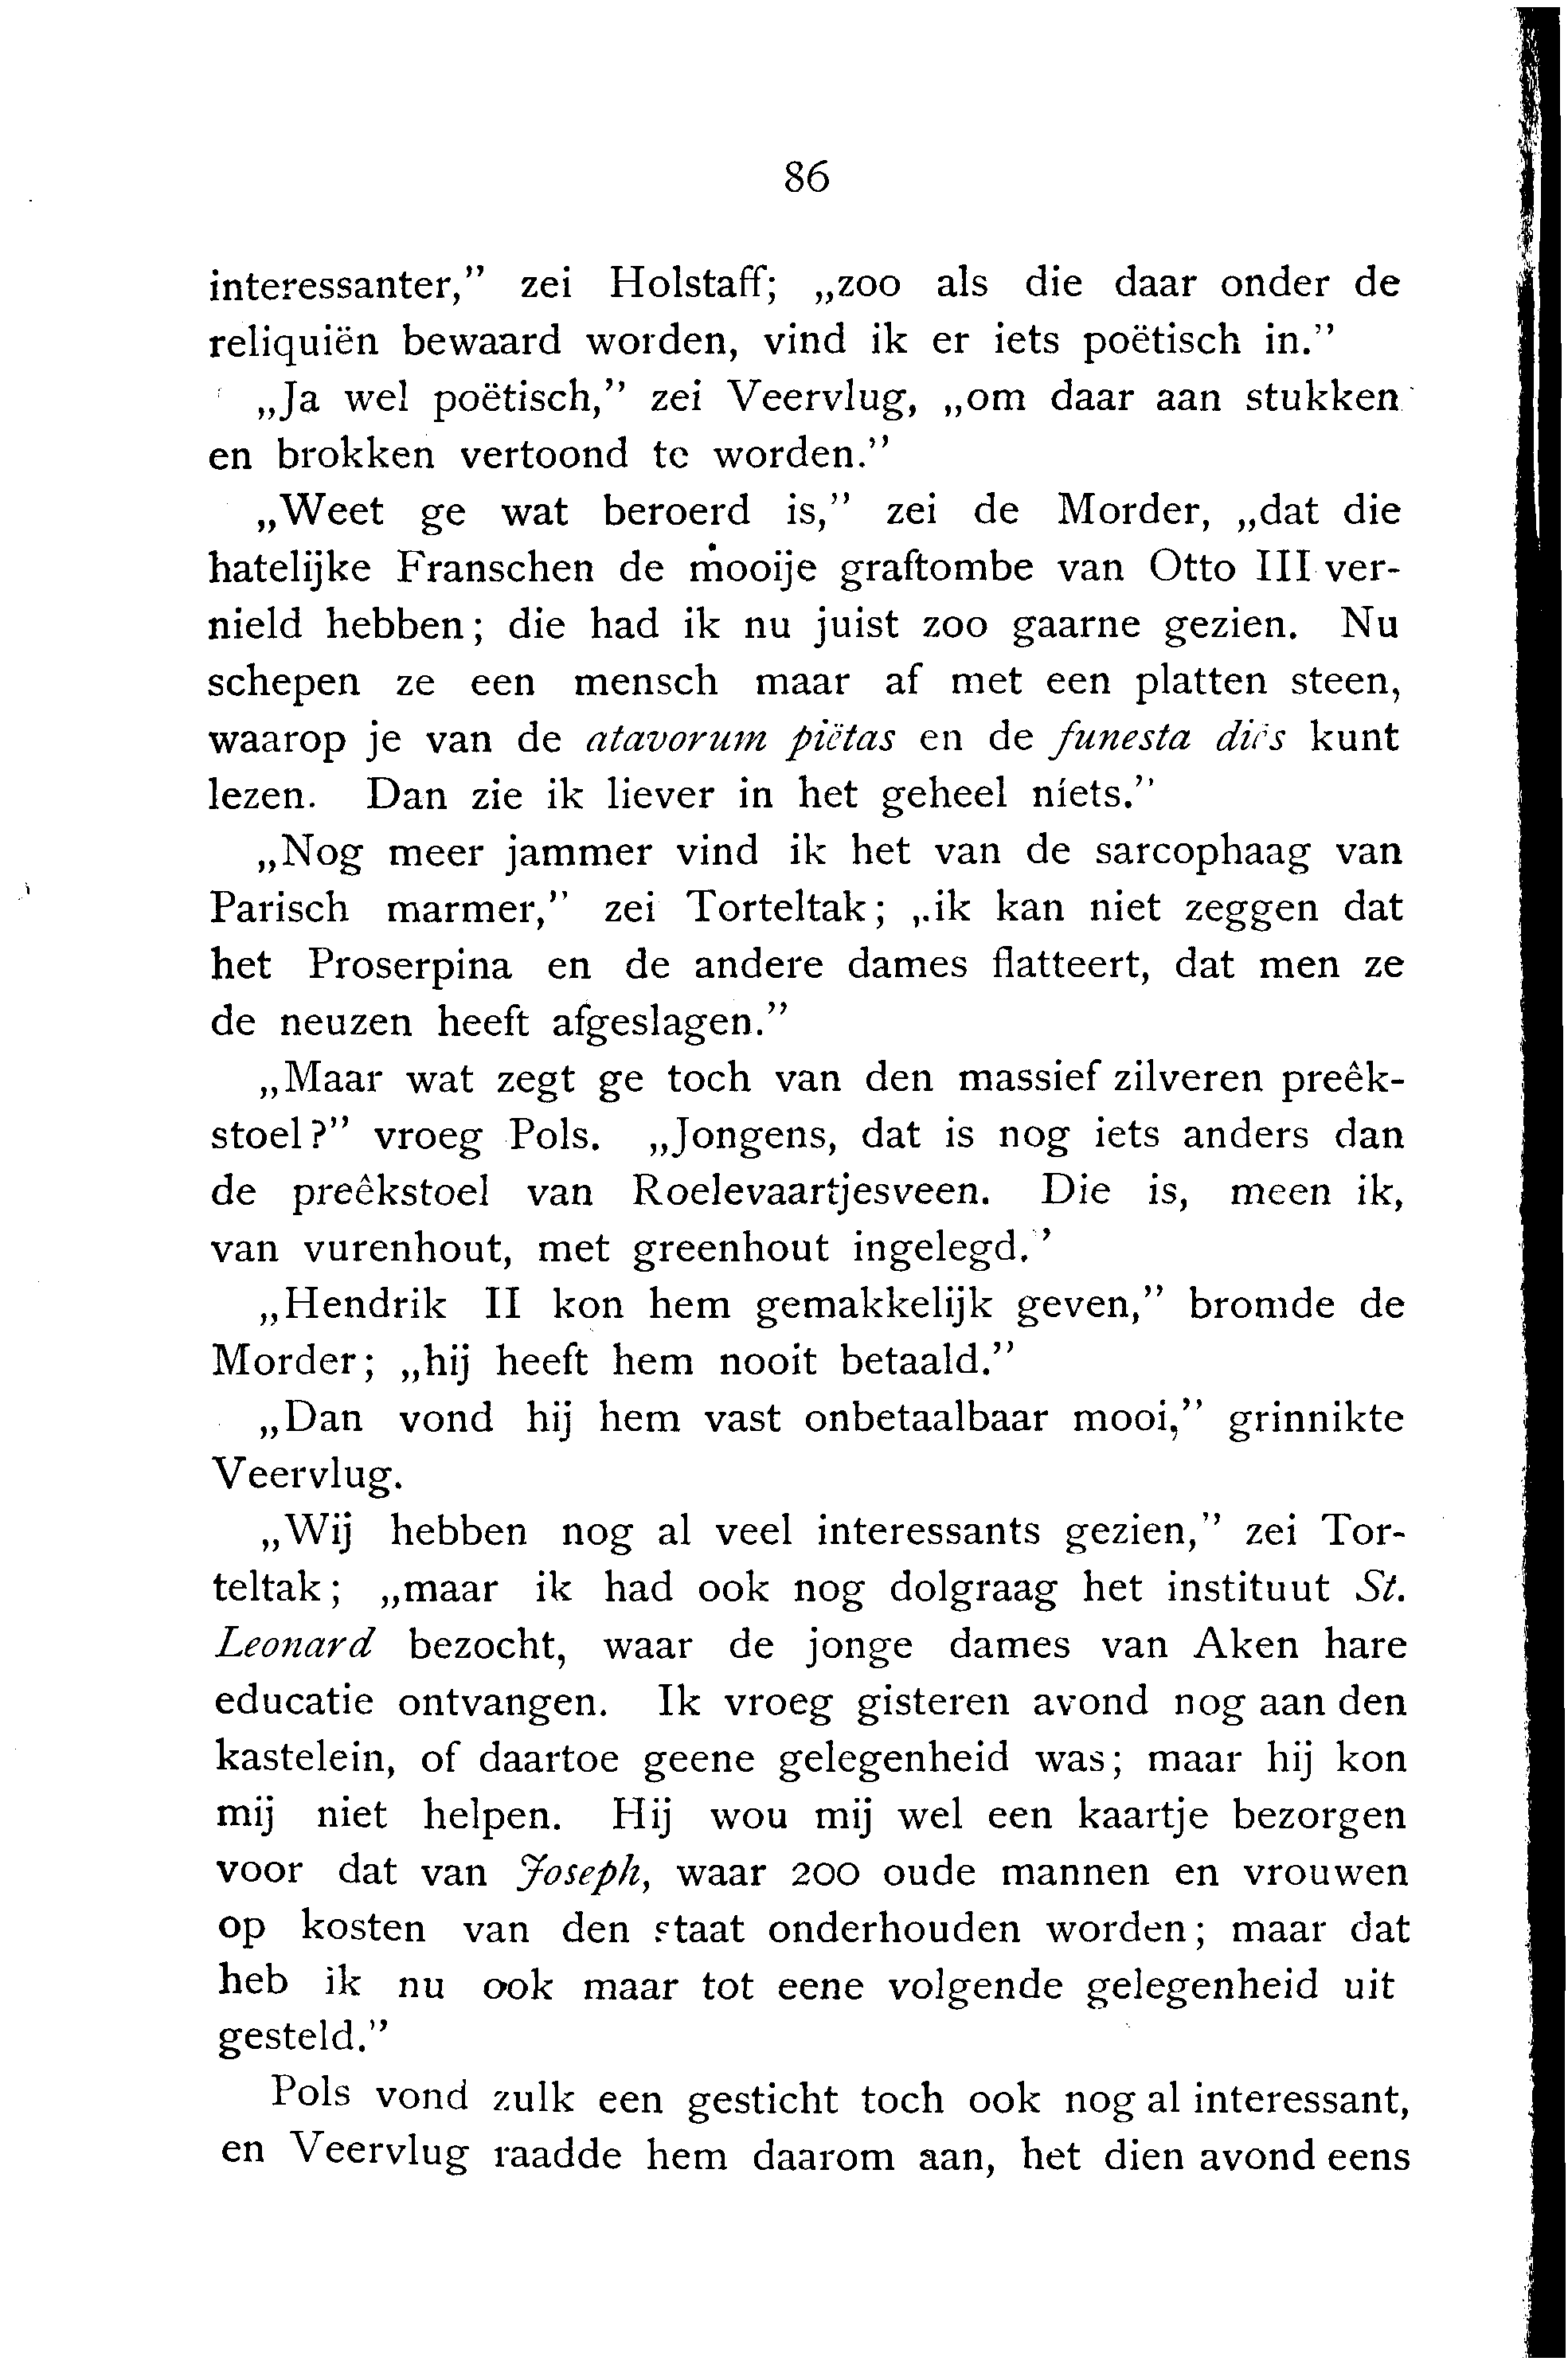 86
interessanter,” zei Holstaff; „zoo als die daar onder de
reliquiën bewaard worden, vind ik er iets poëtisch in.”
„Ja wel poëtisch,” zei Veervlug, „om daar aan stukken
en brokken vertoond te worden.”
„Weet ge wat beroerd is,” zei de Morder, „dat die
hatelijke Franschen de mooije graftombe van Otto III ver-
nield hebben; die had ik nu juist zoo gaarne gezien. Nu
schepen ze een mensch maar af met een platten steen,
waarop je van de atavorum piëtas en de funesta diës kunt
lezen. Dan zie ik liever in het geheel niets.”
„Nog meer jammer vind ik het van de sarcophaag van
Parisch marmer,” zei Torteltak; „ik kan niet zeggen dat
het Proserpina en de andere dames flatteert, dat men ze
de neuzen heeft afgeslagen.”
„Maar wat zegt ge toch van den massief zilveren preêk-
stoel?” vroeg Pols. „Jongens, dat is nog iets anders dan
de preêkstoel van Roelevaartjesveen. Die is, meen ik,
van vurenhout, met greenhout ingelegd.”
„Hendrik II kon hem gemakkelijk geven,” bromde de
Morder; „hij heeft hem nooit betaald.”
„Dan vond hij hem vast onbetaalbaar mooi,” grinnikte
Veervlug.
„Wij hebben nog al veel interessants gezien,” zei Tor-
teltak; „maar ik had ook nog dolgraag het instituut St.
Leonard bezocht, waar de jonge dames van Aken hare
educatie ontvangen. Ik vroeg gisteren avond nog aan den
kastelein, of daartoe geene gelegenheid was; maar hij kon
mij niet helpen. Hij wou mij wel een kaartje bezorgen
voor dat van Joseph, waar 200 oude mannen en vrouwen
op kosten van den staat onderhouden worden; maar dat
heb ik nu ook maar tot eene volgende gelegenheid uit
gesteld.”
Pols vond zulk een gesticht toch ook nog al interessant,
en Veervlug raadde hem daarom aan, het dien avond eens